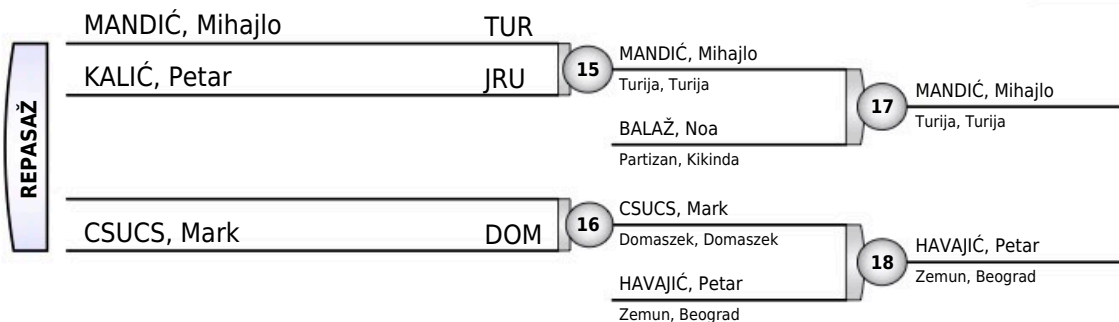 REPASAŽ
MANDIĆ, Mihajlo TUR
KALIĆ, Petar JRU
15
MANDIĆ, Mihajlo
Turija, Turija
BALAŽ, Noa
Partizan, Kikinda
17
MANDIĆ, Mihajlo
Turija, Turija
CSUCS, Mark DOM
16
CSUCS, Mark
Domaszek, Domaszek
HAVAJIĆ, Petar
Zemun, Beograd
18
HAVAJIĆ, Petar
Zemun, Beograd